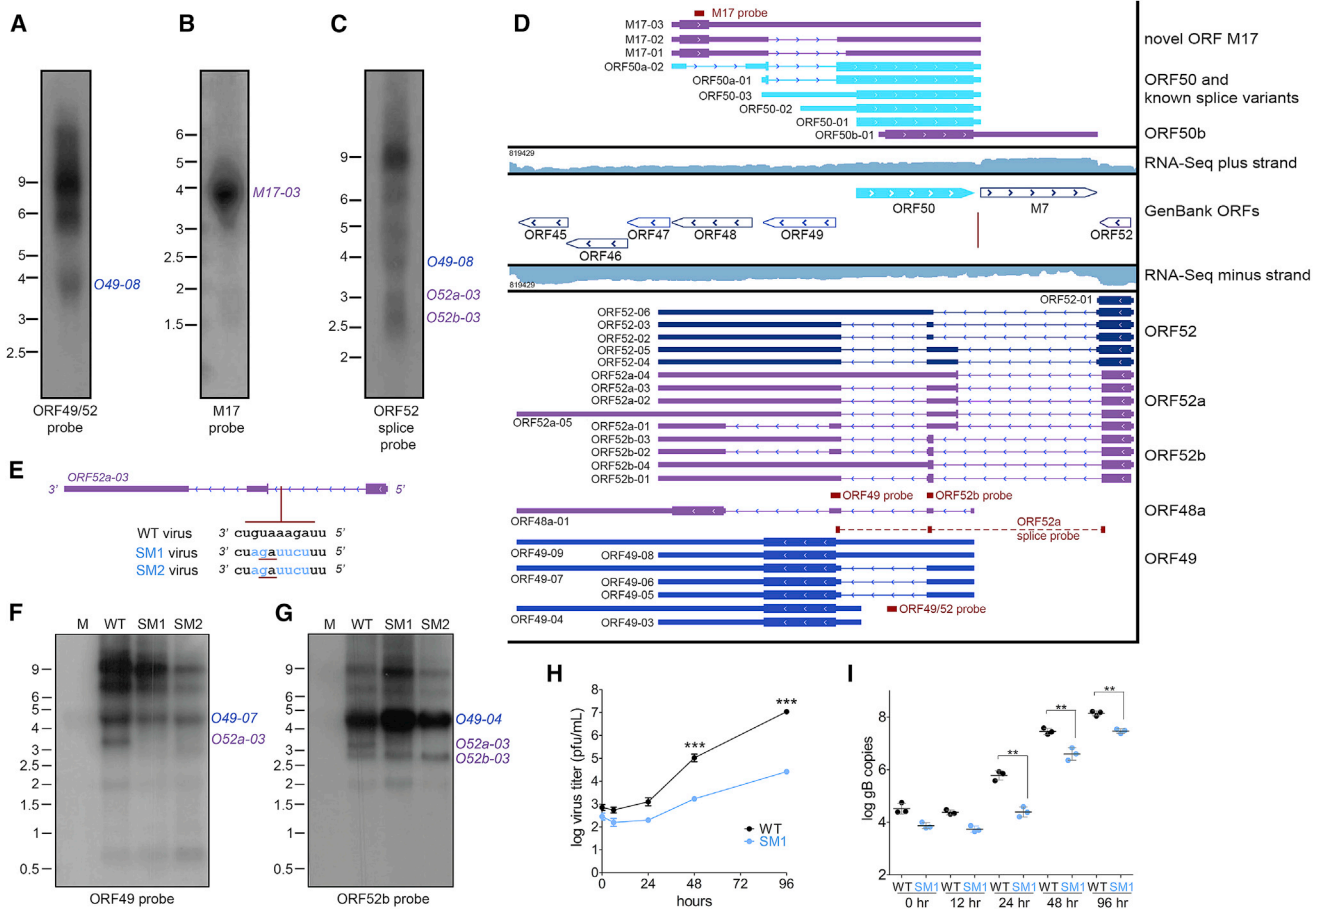 A
9
6
5
4
3
2.5
O49-08
ORF49/52
probe
B
6
5
4
3
2.5
2
1.5
M17-03
M17
probe
C
9
6
5
4
3
2.5
2
O49-08
O52a-03
O52b-03
ORF52
splice
probe
D
M17 probe
M17-03
M17-02
M17-01
ORF50a-02
ORF50a-01
ORF50-03
ORF50-02
ORF50-01
ORF50b-01
novel ORF M17
ORF50 and
known splice variants
ORF50b
819429
RNA-Seq plus strand
ORF50
M7
GenBank ORFs
ORF45
ORF46
ORF47
ORF48
ORF49
ORF52
819429
RNA-Seq minus strand
ORF52-01
ORF52-06
ORF52-03
ORF52-02
ORF52-05
ORF52-04
ORF52
ORF52a-04
ORF52a-03
ORF52a-02
ORF52a-05
ORF52a-01
ORF52a
ORF52b-03
ORF52b-02
ORF52b-04
ORF52b-01
ORF52b
ORF49 probe
ORF52b probe
ORF48a-01
ORF48a
ORF52a
splice probe
ORF49-09
ORF49-08
ORF49-07
ORF49-06
ORF49-05
ORF49-04
ORF49-03
ORF49/52 probe
ORF49
E
ORF52a-03
3'
5'
WT virus 3' cuguaaagauu 5'
SM1 virus 3' cuagauucuuu 5'
SM2 virus 3' cuagauucuuu 5'
F
M WT SM1 SM2
9
6
5
4
3
2
1.5
1
0.5
O49-07
O52a-03
ORF49 probe
G
M WT SM1 SM2
9
6
5
4
3
2
1.5
1
0.5
O49-04
O52a-03
O52b-03
ORF52b probe
H
log virus titer (pfu/mL)
8
7
6
5
4
3
2
1
0
***
***
WT
SM1
0 24 48 72 96
hours
I
log gB copies
8
6
4
2
**
**
**
WT SM1 WT SM1 WT SM1 WT SM1 WT SM1
0 hr 12 hr 24 hr 48 hr 96 hr